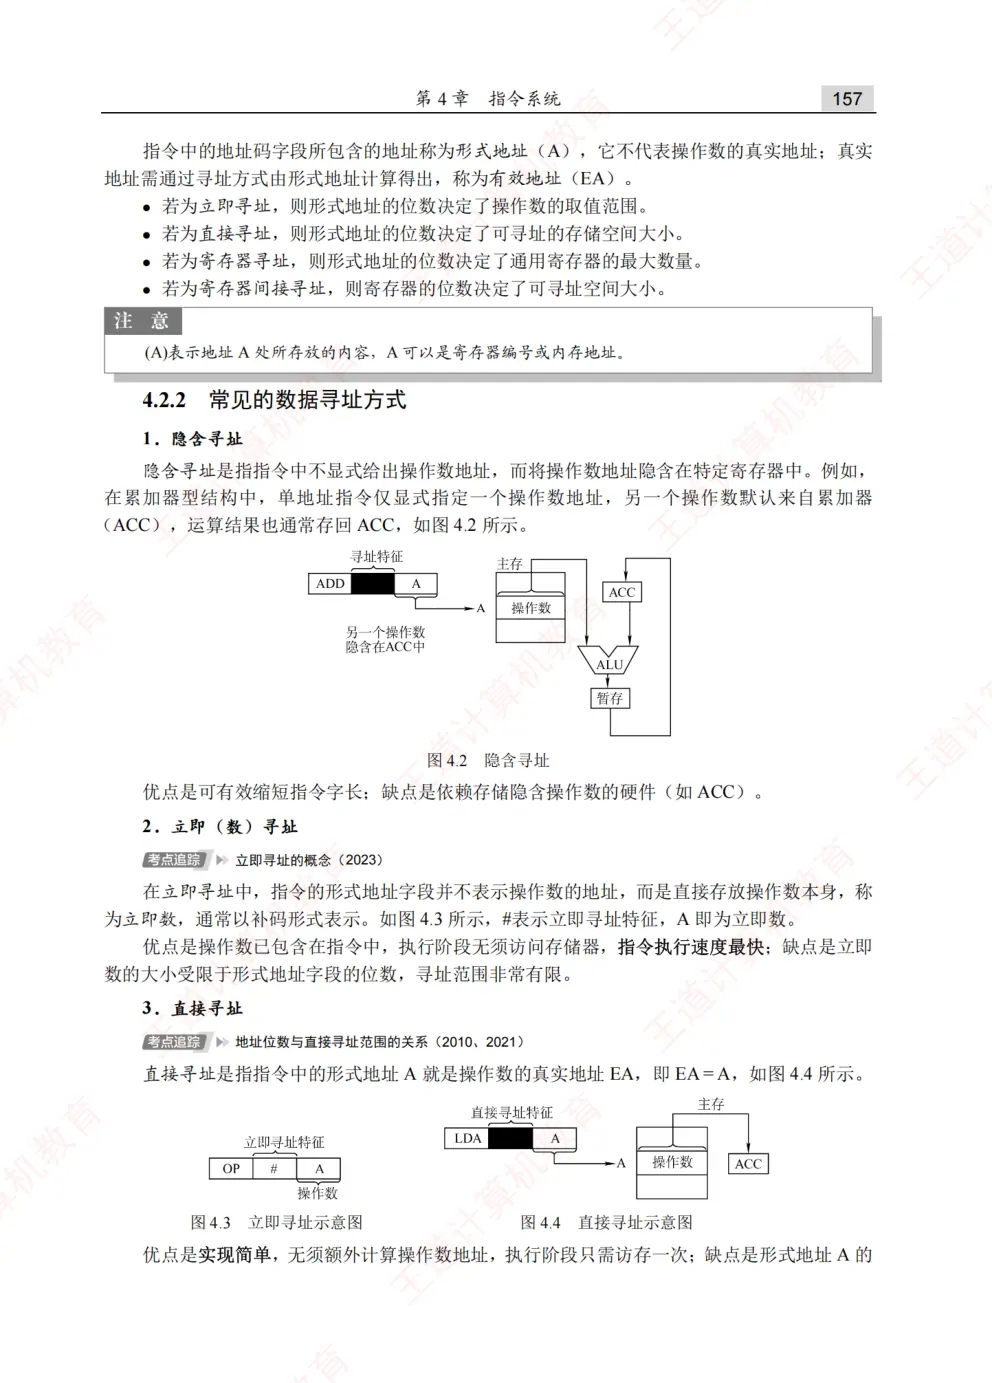 第 4 章 指令系统 157
指令中的地址码字段所包含的地址称为形式地址（A），它不代表操作数的真实地址；真实
地址需通过寻址方式由形式地址计算得出，称为有效地址（EA）。
● 若为立即寻址，则形式地址的位数决定了操作数的取值范围。
● 若为直接寻址，则形式地址的位数决定了可寻址的存储空间大小。
● 若为寄存器寻址，则形式地址的位数决定了通用寄存器的最大数量。
● 若为寄存器间接寻址，则寄存器的位数决定了可寻址空间大小。
注 意
(A)表示地址 A 处所存放的内容，A 可以是寄存器编号或内存地址。
4.2.2 常见的数据寻址方式
1．隐含寻址
隐含寻址是指指令中不显式给出操作数地址，而将操作数地址隐含在特定寄存器中。例如，
在累加器型结构中，单地址指令仅显式指定一个操作数地址，另一个操作数默认来自累加器
（ACC），运算结果也通常存回 ACC，如图 4.2 所示。
寻址特征
ADD A
另一个操作数
隐含在ACC中
主存
A 操作数
ACC
ALU
暂存
图 4.2 隐含寻址
优点是可有效缩短指令字长；缺点是依赖存储隐含操作数的硬件（如 ACC）。
2．立即（数）寻址
考点追踪 立即寻址的概念（2023）
在立即寻址中，指令的形式地址字段并不表示操作数的地址，而是直接存放操作数本身，称
为立即数，通常以补码形式表示。如图 4.3 所示，#表示立即寻址特征，A 即为立即数。
优点是操作数已包含在指令中，执行阶段无须访问存储器，指令执行速度最快；缺点是立即
数的大小受限于形式地址字段的位数，寻址范围非常有限。
3．直接寻址
考点追踪 地址位数与直接寻址范围的关系（2010、2021）
直接寻址是指指令中的形式地址 A 就是操作数的真实地址 EA，即 EA = A，如图 4.4 所示。
立即寻址特征
OP # A
操作数
图 4.3 立即寻址示意图
直接寻址特征
LDA A
主存
A 操作数 ACC
图 4.4 直接寻址示意图
优点是实现简单，无须额外计算操作数地址，执行阶段只需访存一次；缺点是形式地址 A 的
王道计算机教育